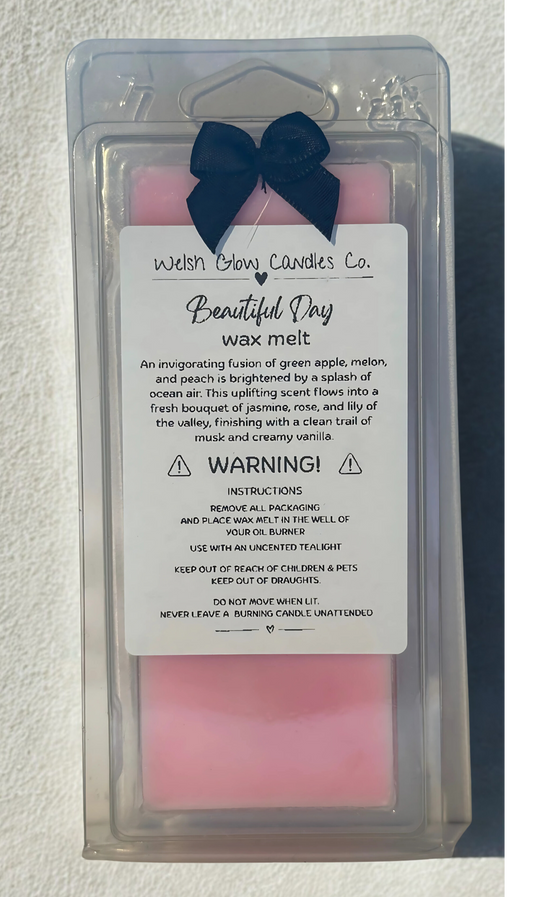 Welsh Glow Candles Co.
Beautiful Day
wax melt
An invigorating fusion of green apple, melon,
and peach is brightened by a splash of
ocean air. This uplifting scent flows into a
fresh bouquet of jasmine, rose, and lily of
the valley, finishing with a clean trail of
musk and creamy vanilla.
WARNING!
INSTRUCTIONS
REMOVE ALL PACKAGING
AND PLACE WAX MELT IN THE WELL OF
YOUR OIL BURNER
USE WITH AN UNCENTED TEALIGHT
KEEP OUT OF REACH OF CHILDREN & PETS
KEEP OUT OF DRAUGHTS.
DO NOT MOVE WHEN LIT.
NEVER LEAVE A BURNING CANDLE UNATTENDED